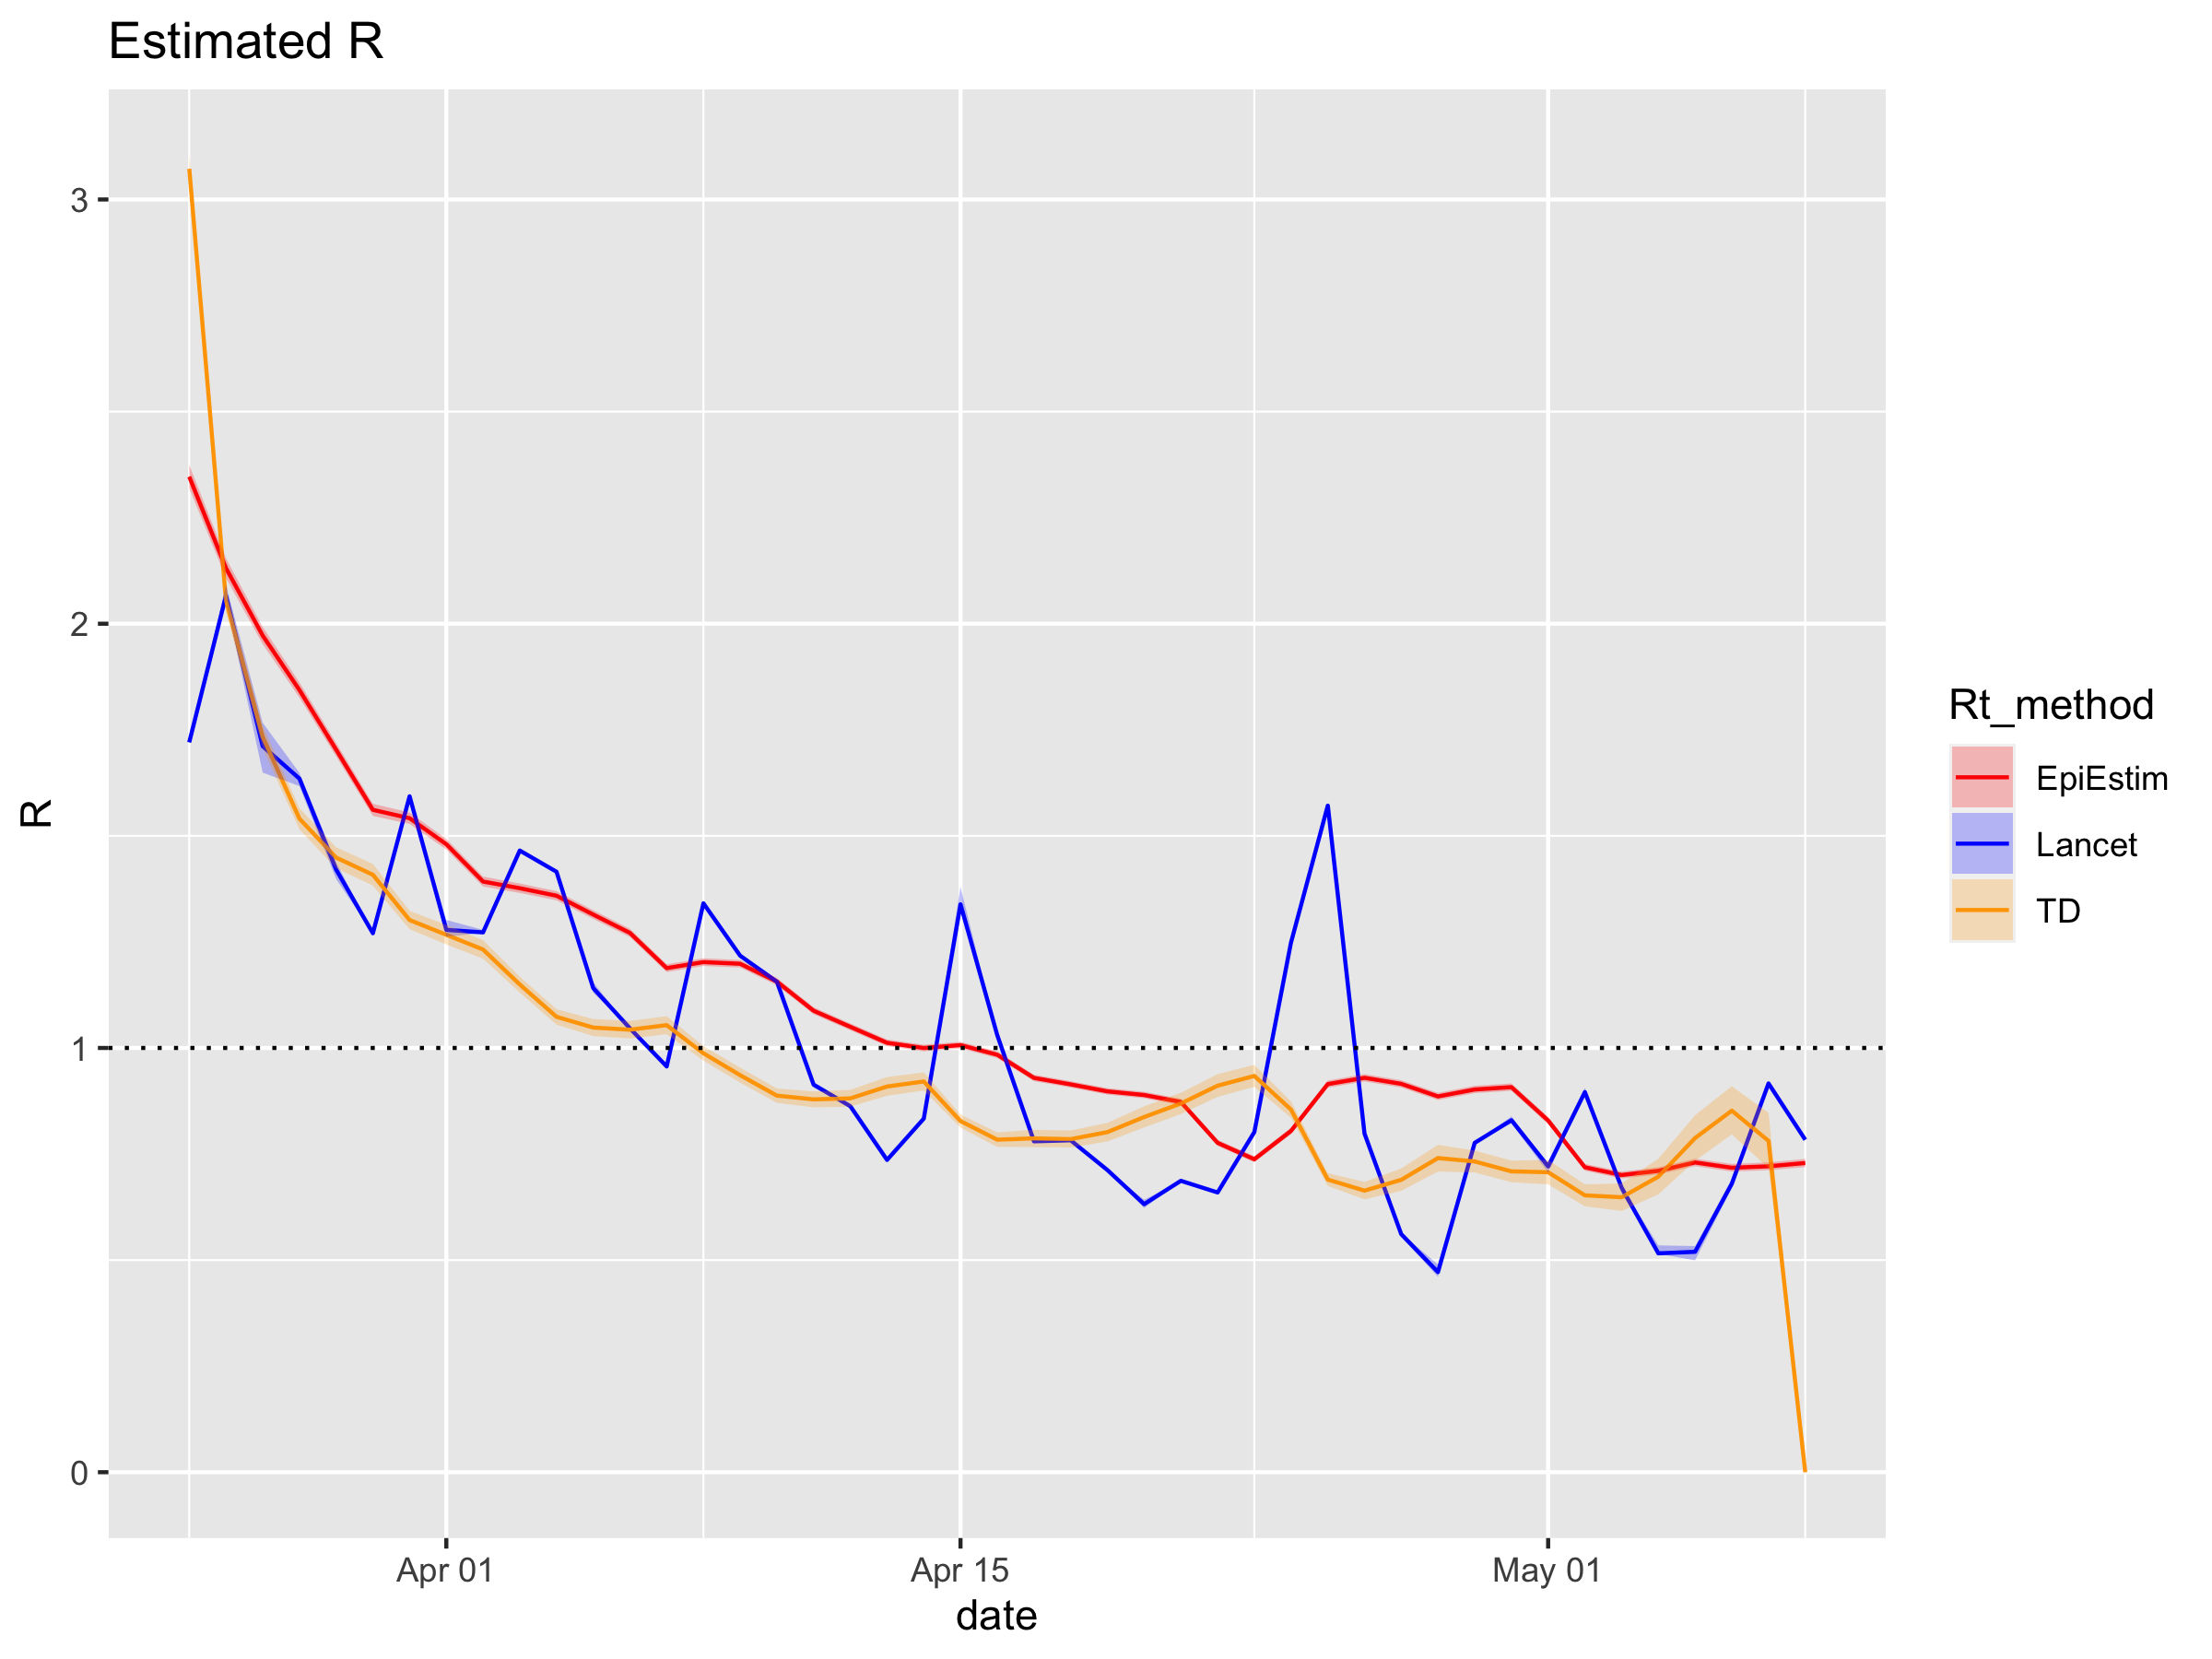 Estimated R
3
2
1
0
R
Apr 01
Apr 15
May 01
date
Rt_method
EpiEstim
Lancet
TD